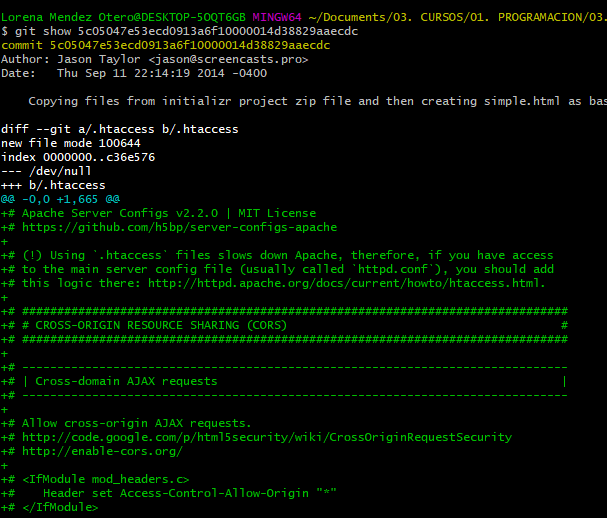 Lorena Mendez Otero@DESKTOP-5OQT6GB MINGW64 ~/Documents/03. CURSOS/01. PROGRAMACION/03.
$ git show 5c05047e53ecd0913a6f10000014d38829aaecdc
commit 5c05047e53ecd0913a6f10000014d38829aaecdc
Author: Jason Taylor <jason@screencasts.pro>
Date:   Thu Sep 11 22:14:19 2014 -0400
    Copying files from initializr project zip file and then creating simple.html as bas
diff --git a/.htaccess b/.htaccess
new file mode 100644
index 0000000..c36e576
--- /dev/null
+++ b/.htaccess
@@ -0,0 +1,665 @@
+# Apache Server Configs v2.2.0 | MIT License
+# https://github.com/h5bp/server-configs-apache
+
+# (!) Using `.htaccess` files slows down Apache, therefore, if you have access
+# to the main server config file (usually called `httpd.conf`), you should add
+# this logic there: http://httpd.apache.org/docs/current/howto/htaccess.html.
+
+# ##############################################################################
+# # CROSS-ORIGIN RESOURCE SHARING (CORS)                                       #
+# ##############################################################################
+
+# ------------------------------------------------------------------------------
+# | Cross-domain AJAX requests                                                 |
+# ------------------------------------------------------------------------------
+
+# Allow cross-origin AJAX requests.
+# http://code.google.com/p/html5security/wiki/CrossOriginRequestSecurity
+# http://enable-cors.org/
+
+# <IfModule mod_headers.c>
+#    Header set Access-Control-Allow-Origin "*"
+# </IfModule>